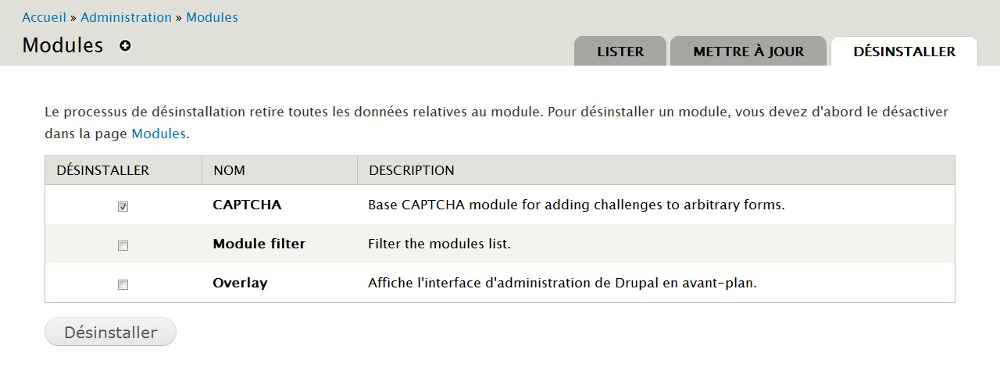 Accueil » Administration » Modules
Modules
LISTER
METTRE À JOUR
DÉSINSTALLER
Le processus de désinstallation retire toutes les données relatives au module. Pour désinstaller un module, vous devez d'abord le désactiver
dans la page Modules.
DÉSINSTALLER NOM DESCRIPTION
CAPTCHA Base CAPTCHA module for adding challenges to arbitrary forms.
Module filter Filter the modules list.
Overlay Affiche l'interface d'administration de Drupal en avant-plan.
Désinstaller